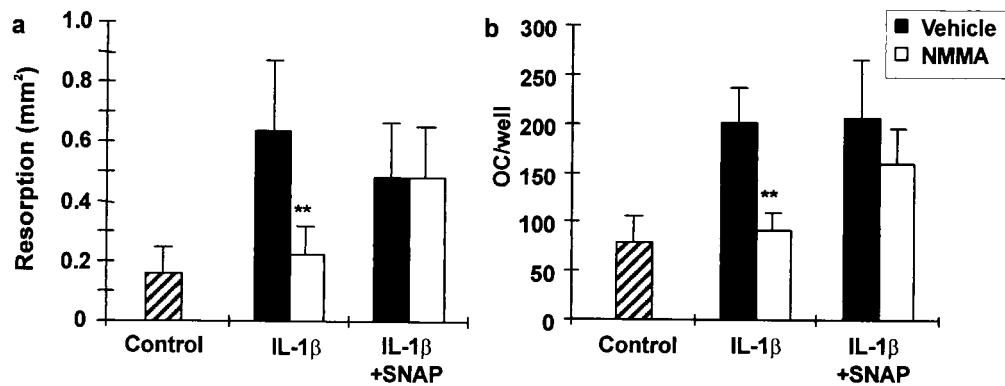 a
Resorption (mm²)
1.0
0.8
0.6
0.4
0.2
0
**
Control
IL-1β
IL-1β
+SNAP
b
Vehicle
NMMA
OC/well
300
250
200
150
100
50
00
**
Control
IL-1β
IL-1β
+SNAP